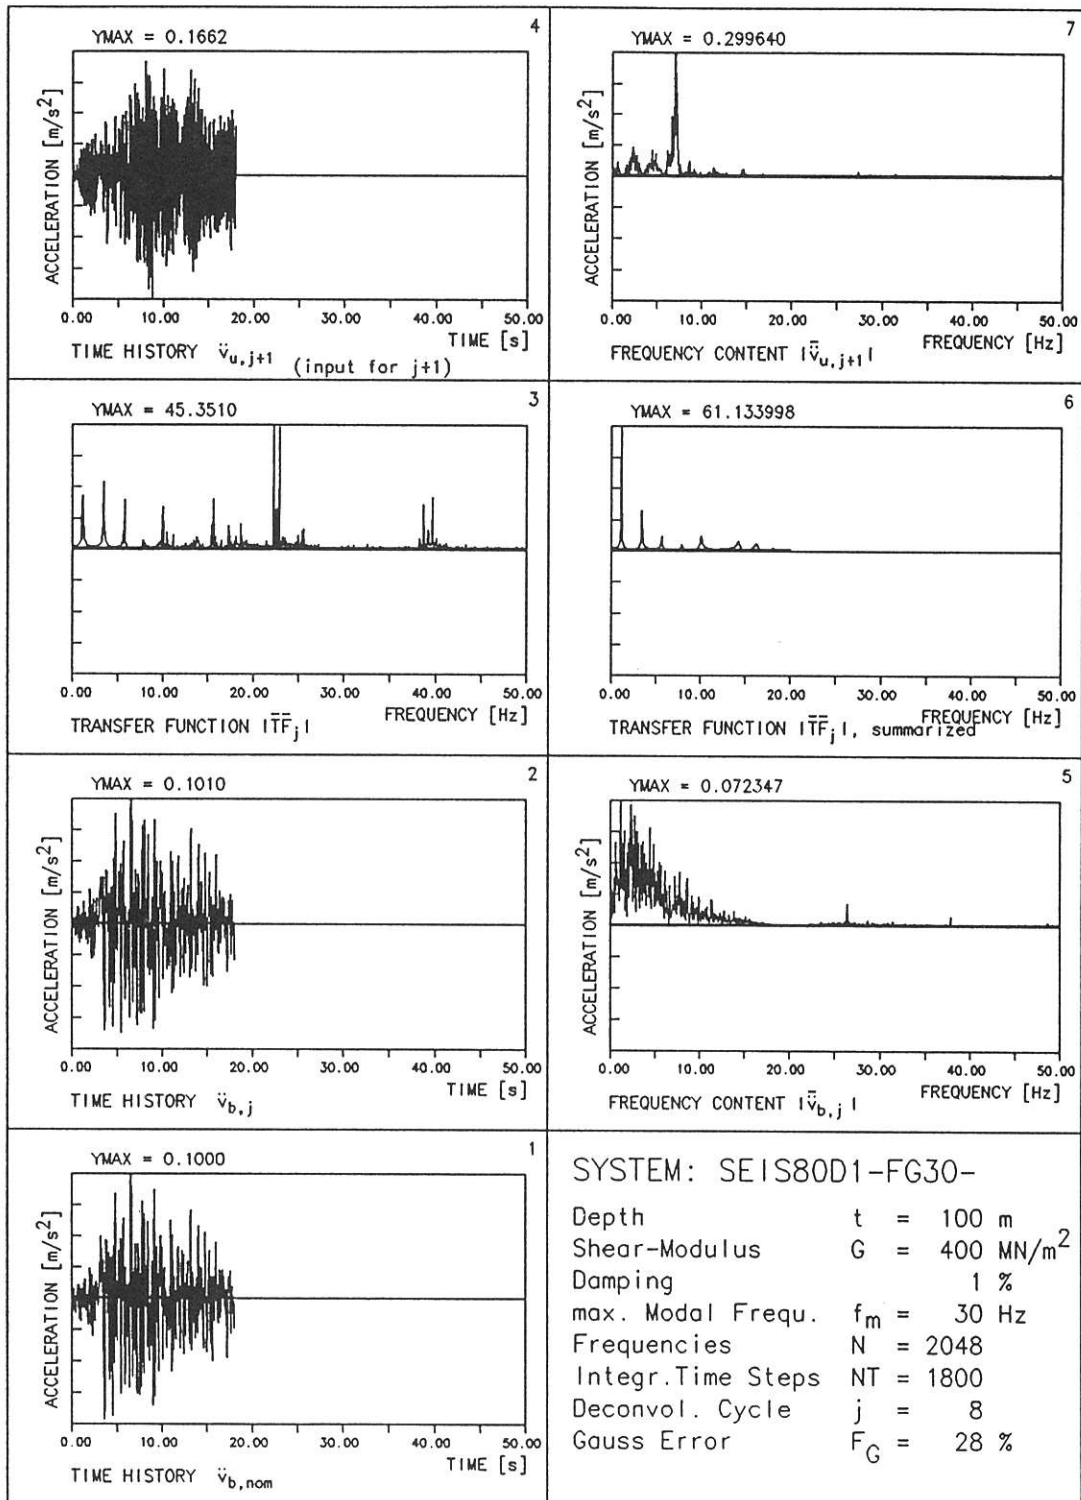 4
YMAX = 0.1662
ACCELERATION [m/s2]
0.00 10.00 20.00 30.00 40.00 50.00
TIME [s]
TIME HISTORY v̈u,j+1 (input for j+1)
7
YMAX = 0.299640
ACCELERATION [m/s2]
0.00 10.00 20.00 30.00 40.00 50.00
FREQUENCY [Hz]
FREQUENCY CONTENT |v̈̄u,j+1|
3
YMAX = 45.3510
0.00 10.00 20.00 30.00 40.00 50.00
FREQUENCY [Hz]
TRANSFER FUNCTION |T̄F̄j|
6
YMAX = 61.133998
0.00 10.00 20.00 30.00 40.00 50.00
FREQUENCY [Hz]
TRANSFER FUNCTION |T̄F̄j|, summarized
2
YMAX = 0.1010
ACCELERATION [m/s2]
0.00 10.00 20.00 30.00 40.00 50.00
TIME [s]
TIME HISTORY v̈b,j
5
YMAX = 0.072347
ACCELERATION [m/s2]
0.00 10.00 20.00 30.00 40.00 50.00
FREQUENCY [Hz]
FREQUENCY CONTENT |v̈̄b,j|
1
YMAX = 0.1000
ACCELERATION [m/s2]
0.00 10.00 20.00 30.00 40.00 50.00
TIME [s]
TIME HISTORY v̈b,nom
SYSTEM: SEIS80D1-FG30-
Depth t = 100 m
Shear-Modulus G = 400 MN/m2
Damping 1 %
max. Modal Frequ. fm = 30 Hz
Frequencies N = 2048
Integr.Time Steps NT = 1800
Deconvol. Cycle j = 8
Gauss Error FG = 28 %